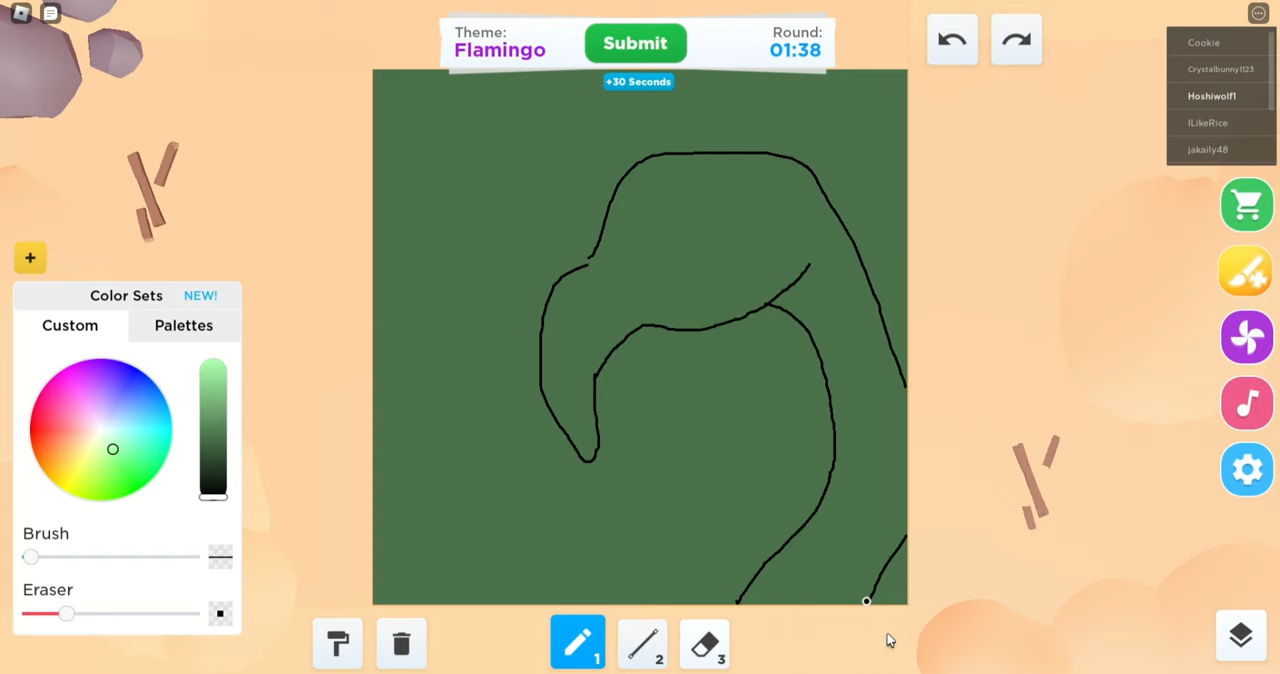 Theme:
Flamingo
Submit
Round:
01:38
+30 Seconds
Cookie
Crystalbunny1123
Hoshiwolf1
ILikeRice
jakaily48
+
Color Sets NEW!
Custom Palettes
Brush
Eraser
1
2
3